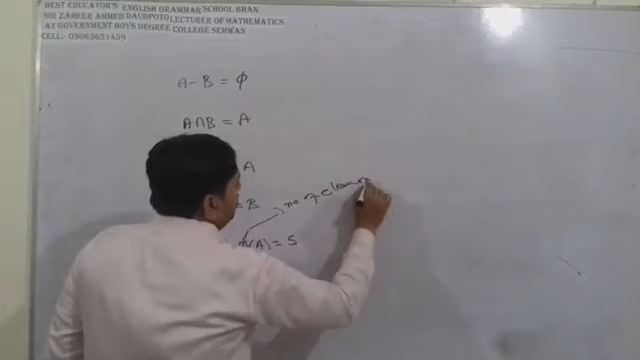 BEST EDUCATOR'S ENGLISH GRAMMAR SCHOOL BHAN
SIR ZAHEER AHMED DAUDPOTO LECTURER OF MATHEMATICS
AT GOVERNMENT BOYS DEGREE COLLEGE SEHWAN
CELL:- 03063651459
A - B = ϕ
A ∩ B = A
A
= B
no of elem
n(A) = 5